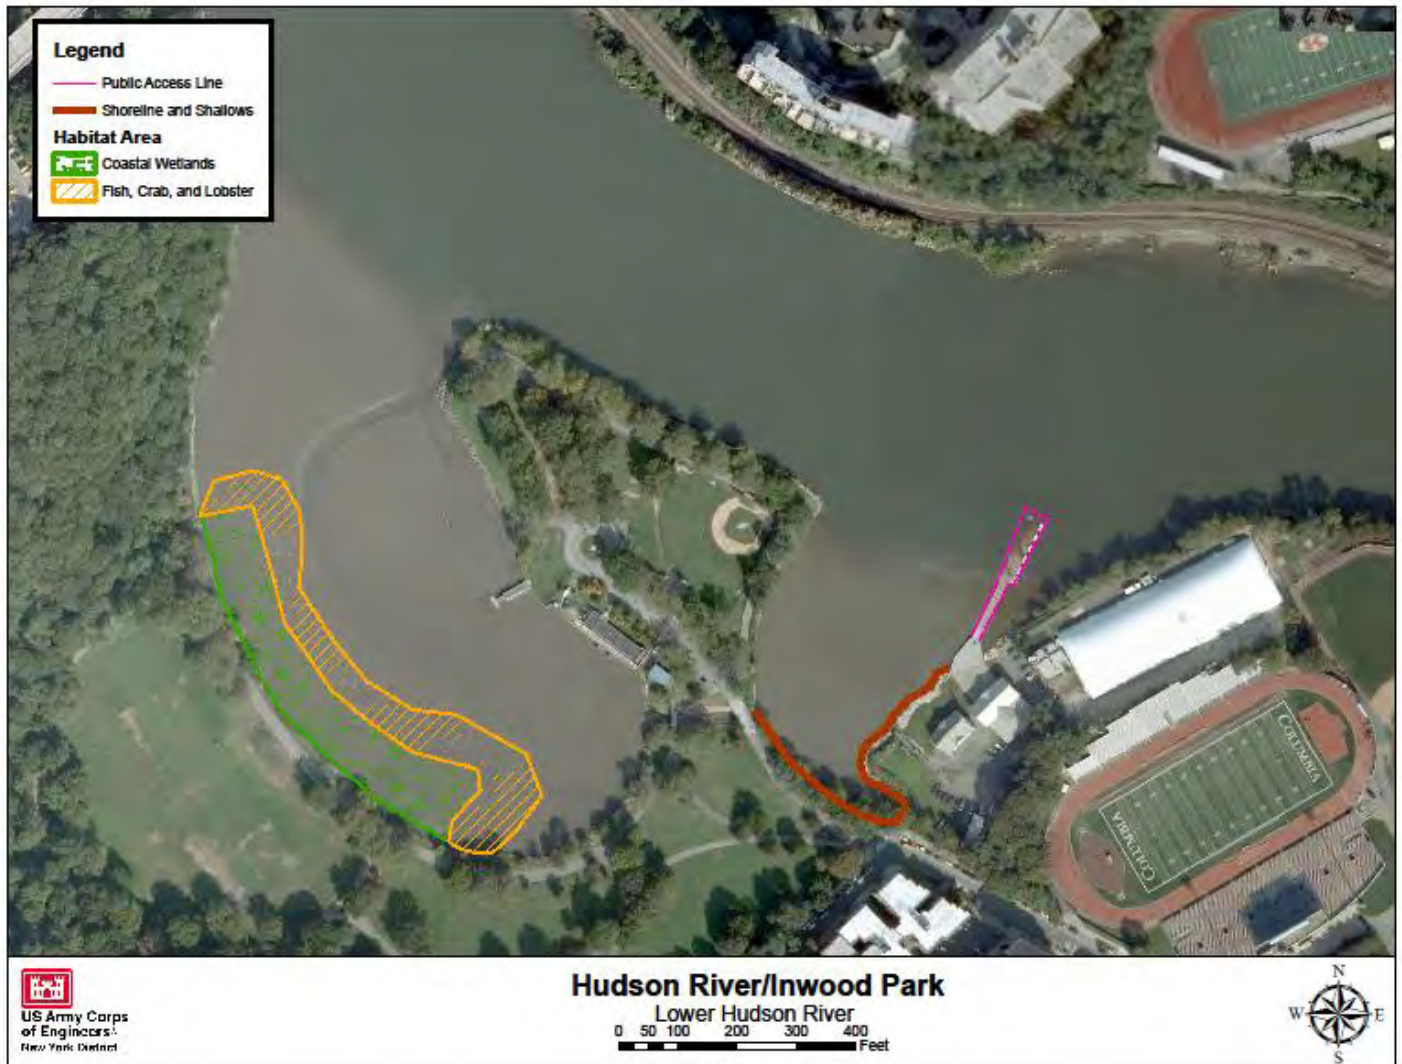 Legend
Public Access Line
Shoreline and Shallows
Habitat Area
Coastal Wetlands
Fish, Crab, and Lobster
COLUMBIA
COLUMBIA
US Army Corps
of Engineers
New York District
Hudson River/Inwood Park
Lower Hudson River
0 50 100 200 300 400
Feet
N
W E
S